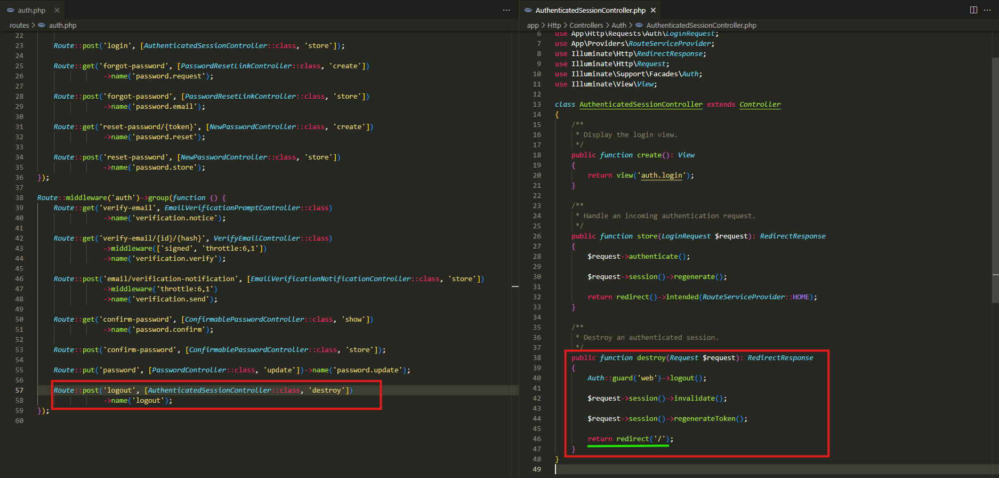 auth.php
routes > auth.php
22
23 Route::post('login', [AuthenticatedSessionController::class, 'store']);
24
25 Route::get('forgot-password', [PasswordResetLinkController::class, 'create'])
26 ->name('password.request');
27
28 Route::post('forgot-password', [PasswordResetLinkController::class, 'store'])
29 ->name('password.email');
30
31 Route::get('reset-password/{token}', [NewPasswordController::class, 'create'])
32 ->name('password.reset');
33
34 Route::post('reset-password', [NewPasswordController::class, 'store'])
35 ->name('password.store');
36 });
37
38 Route::middleware('auth')->group(function () {
39 Route::get('verify-email', EmailVerificationPromptController::class)
40 ->name('verification.notice');
41
42 Route::get('verify-email/{id}/{hash}', VerifyEmailController::class)
43 ->middleware(['signed', 'throttle:6,1'])
44 ->name('verification.verify');
45
46 Route::post('email/verification-notification', [EmailVerificationNotificationController::class, 'store'])
47 ->middleware('throttle:6,1')
48 ->name('verification.send');
49
50 Route::get('confirm-password', [ConfirmablePasswordController::class, 'show'])
51 ->name('password.confirm');
52
53 Route::post('confirm-password', [ConfirmablePasswordController::class, 'store']);
54
55 Route::put('password', [PasswordController::class, 'update'])->name('password.update');
56
57 Route::post('logout', [AuthenticatedSessionController::class, 'destroy'])
58 ->name('logout');
59 });
60
AuthenticatedSessionController.php
app > Http > Controllers > Auth > AuthenticatedSessionController.php
6 use App\Http\Requests\Auth\LoginRequest;
7 use App\Providers\RouteServiceProvider;
8 use Illuminate\Http\RedirectResponse;
9 use Illuminate\Http\Request;
10 use Illuminate\Support\Facades\Auth;
11 use Illuminate\View\View;
12
13 class AuthenticatedSessionController extends Controller
14 {
15 /**
16 * Display the login view.
17 */
18 public function create(): View
19 {
20 return view('auth.login');
21 }
22
23 /**
24 * Handle an incoming authentication request.
25 */
26 public function store(LoginRequest $request): RedirectResponse
27 {
28 $request->authenticate();
29
30 $request->session()->regenerate();
31
32 return redirect()->intended(RouteServiceProvider::HOME);
33 }
34
35 /**
36 * Destroy an authenticated session.
37 */
38 public function destroy(Request $request): RedirectResponse
39 {
40 Auth::guard('web')->logout();
41
42 $request->session()->invalidate();
43
44 $request->session()->regenerateToken();
45
46 return redirect('/');
47 }
48 }
49